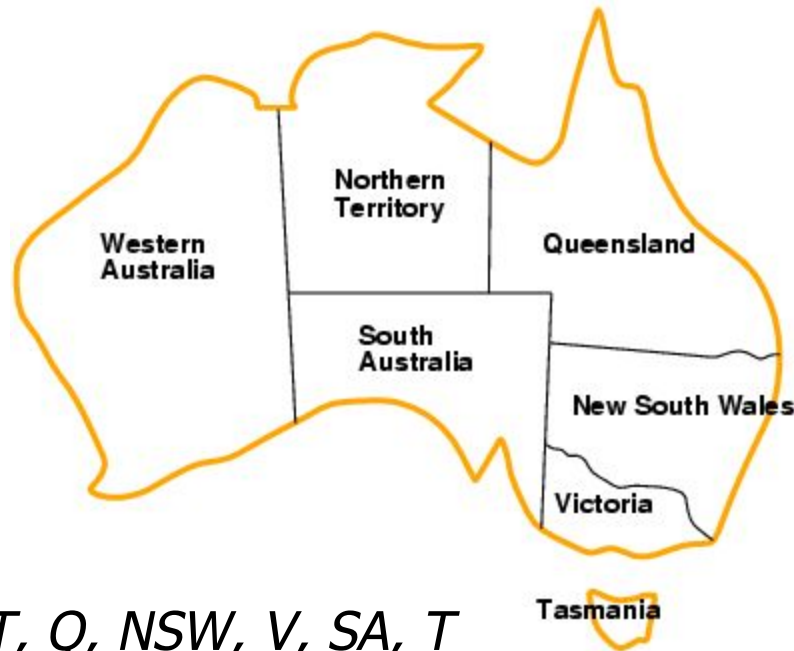 Northern
Territory
Western
Australia
Queensland
South
Australia
New South Wales
Victoria
Tasmania
T, Q, NSW, V, SA, T